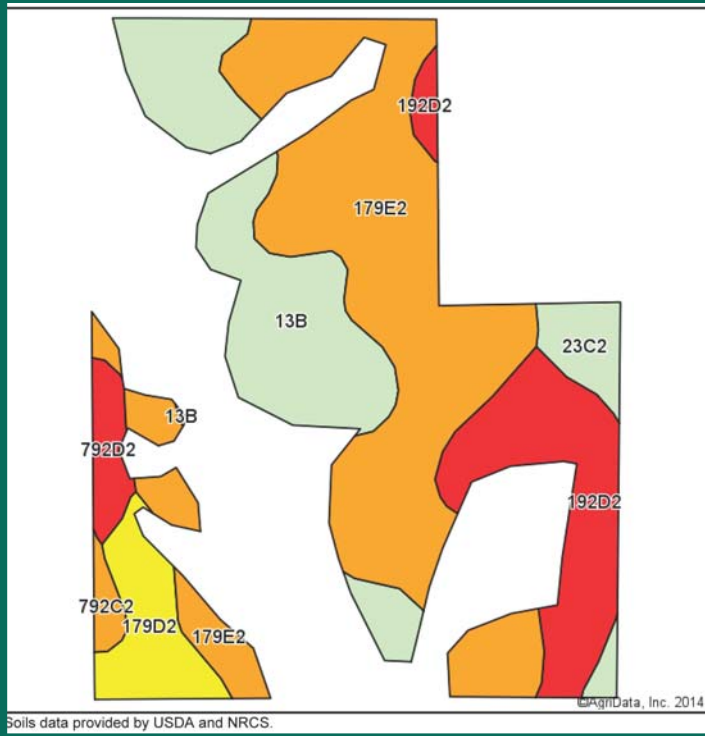 192D2
179E2
13B
23C2
13B
792D2
192D2
792C2
179D2
179E2
©AgriData, Inc. 2014
Soils data provided by USDA and NRCS.